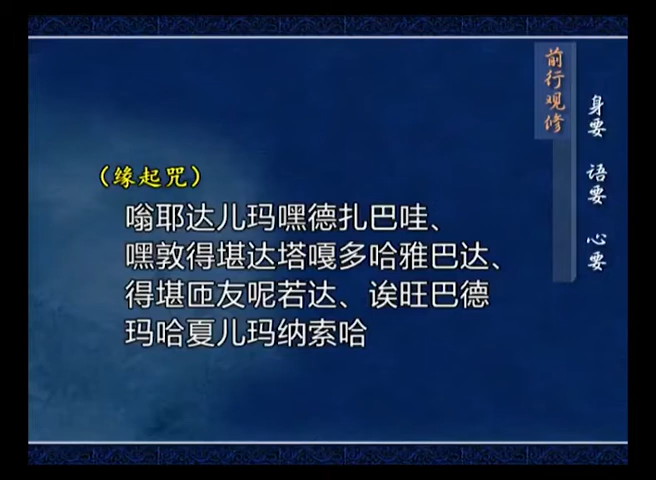 前行观修
身要 语要 心要
（缘起咒）
嗡耶达儿玛嘿德扎巴哇、
嘿敦得堪达塔嘎多哈雅巴达、
得堪匝友呢若达、诶旺巴德
玛哈夏儿玛纳索哈